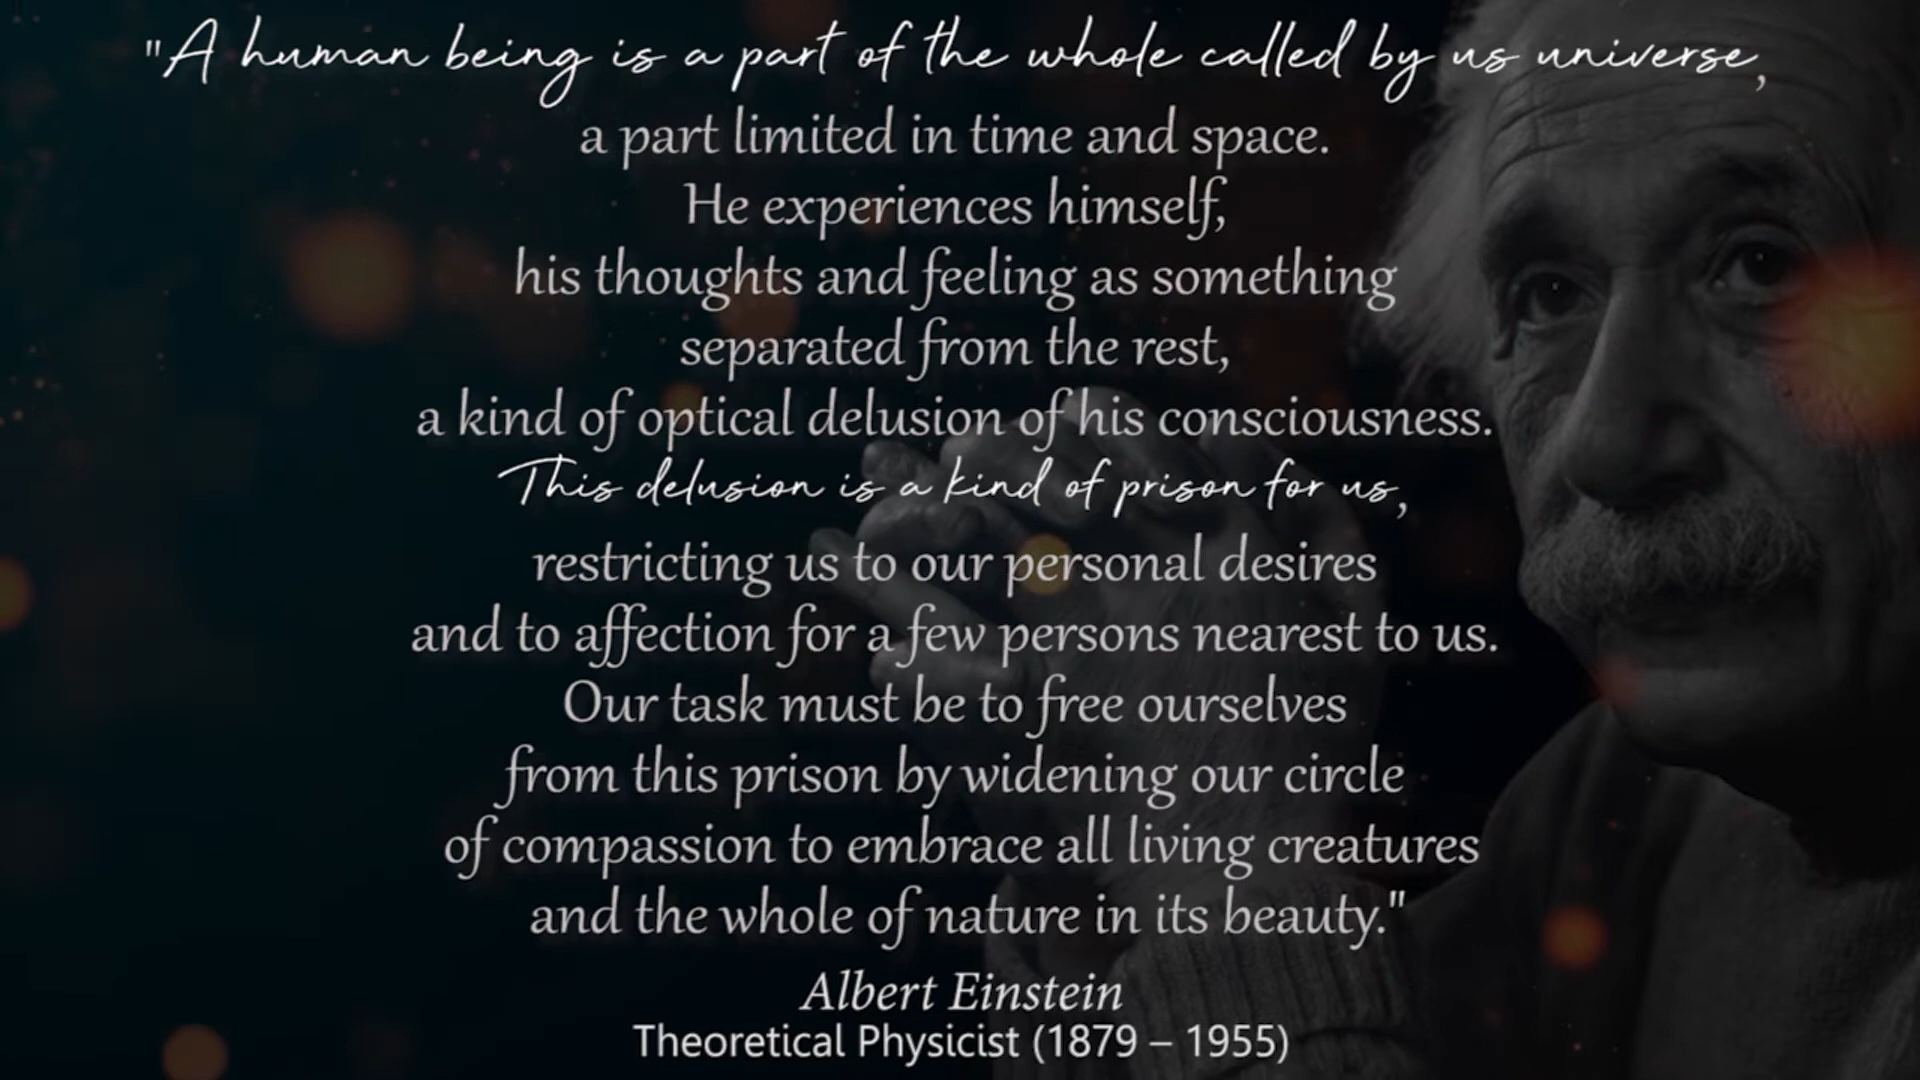 "A human being is a part of the whole called by us universe,
a part limited in time and space.
He experiences himself,
his thoughts and feeling as something
separated from the rest,
a kind of optical delusion of his consciousness.
This delusion is a kind of prison for us,
restricting us to our personal desires
and to affection for a few persons nearest to us.
Our task must be to free ourselves
from this prison by widening our circle
of compassion to embrace all living creatures
and the whole of nature in its beauty."
Albert Einstein
Theoretical Physicist (1879 – 1955)